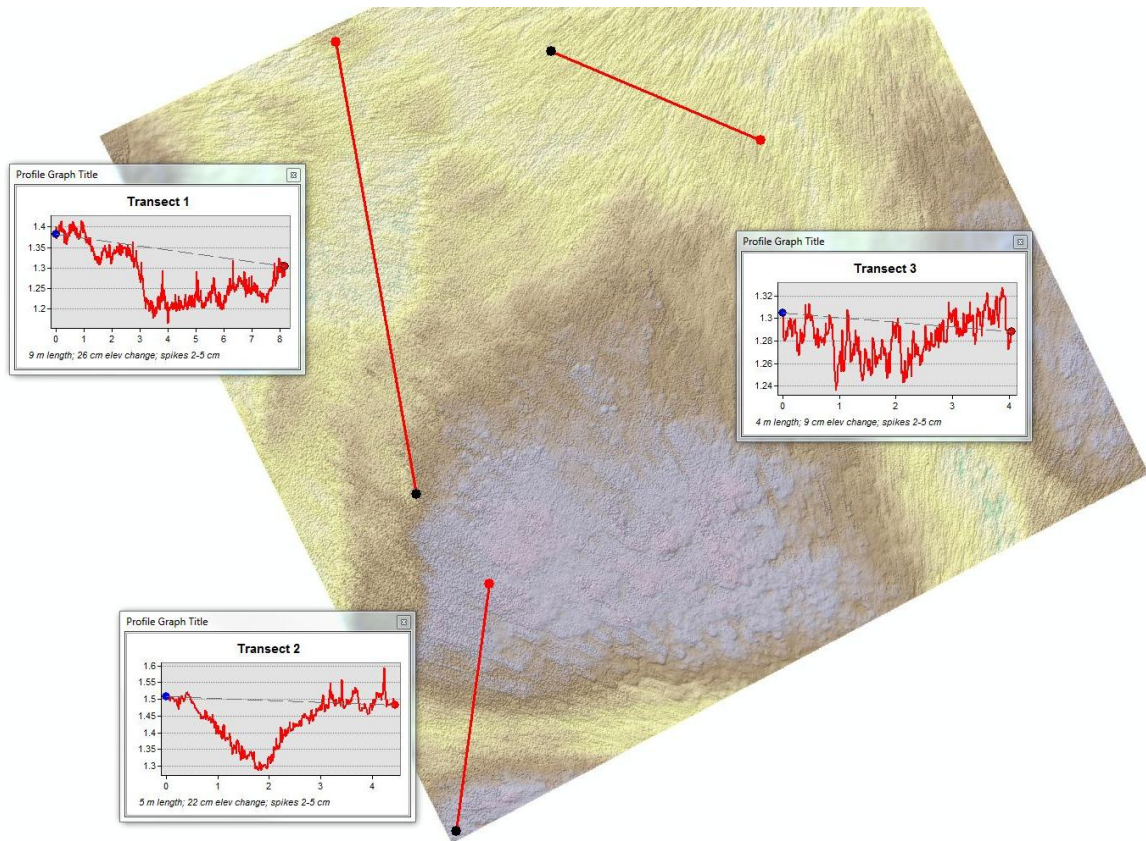 Profile Graph Title
Transect 1
1.4
1.35
1.3
1.25
1.2
0 1 2 3 4 5 6 7 8
9 m length; 26 cm elev change; spikes 2-5 cm
Profile Graph Title
Transect 3
1.32
1.3
1.28
1.26
1.24
0 1 2 3 4
4 m length; 9 cm elev change; spikes 2-5 cm
Profile Graph Title
Transect 2
1.6
1.55
1.5
1.45
1.4
1.35
1.3
0 1 2 3 4
5 m length; 22 cm elev change; spikes 2-5 cm